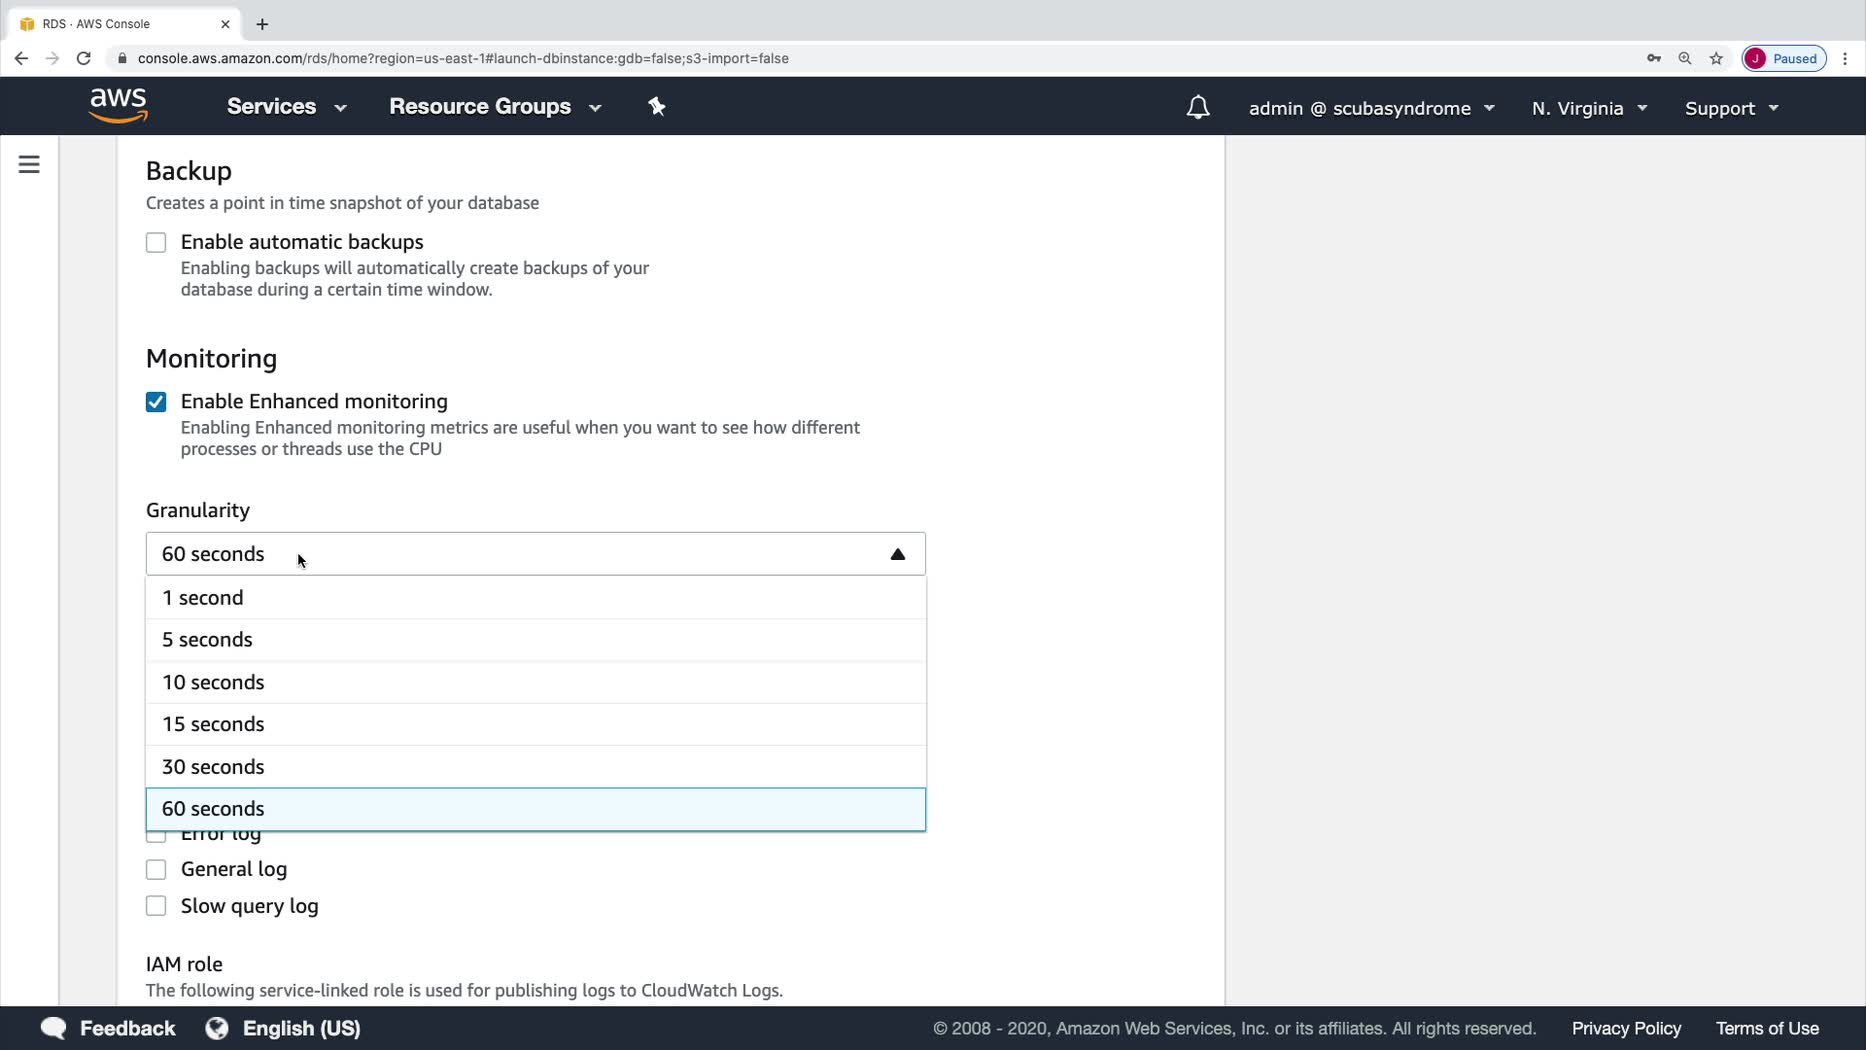 RDS · AWS Console
console.aws.amazon.com/rds/home?region=us-east-1#launch-dbinstance:gdb=false;s3-import=false
J Paused
aws Services Resource Groups admin @ scubasyndrome N. Virginia Support
Backup
Creates a point in time snapshot of your database
Enable automatic backups
Enabling backups will automatically create backups of your
database during a certain time window.
Monitoring
Enable Enhanced monitoring
Enabling Enhanced monitoring metrics are useful when you want to see how different
processes or threads use the CPU
Granularity
60 seconds
1 second
5 seconds
10 seconds
15 seconds
30 seconds
60 seconds
Error log
General log
Slow query log
IAM role
The following service-linked role is used for publishing logs to CloudWatch Logs.
Feedback English (US) © 2008 - 2020, Amazon Web Services, Inc. or its affiliates. All rights reserved. Privacy Policy Terms of Use